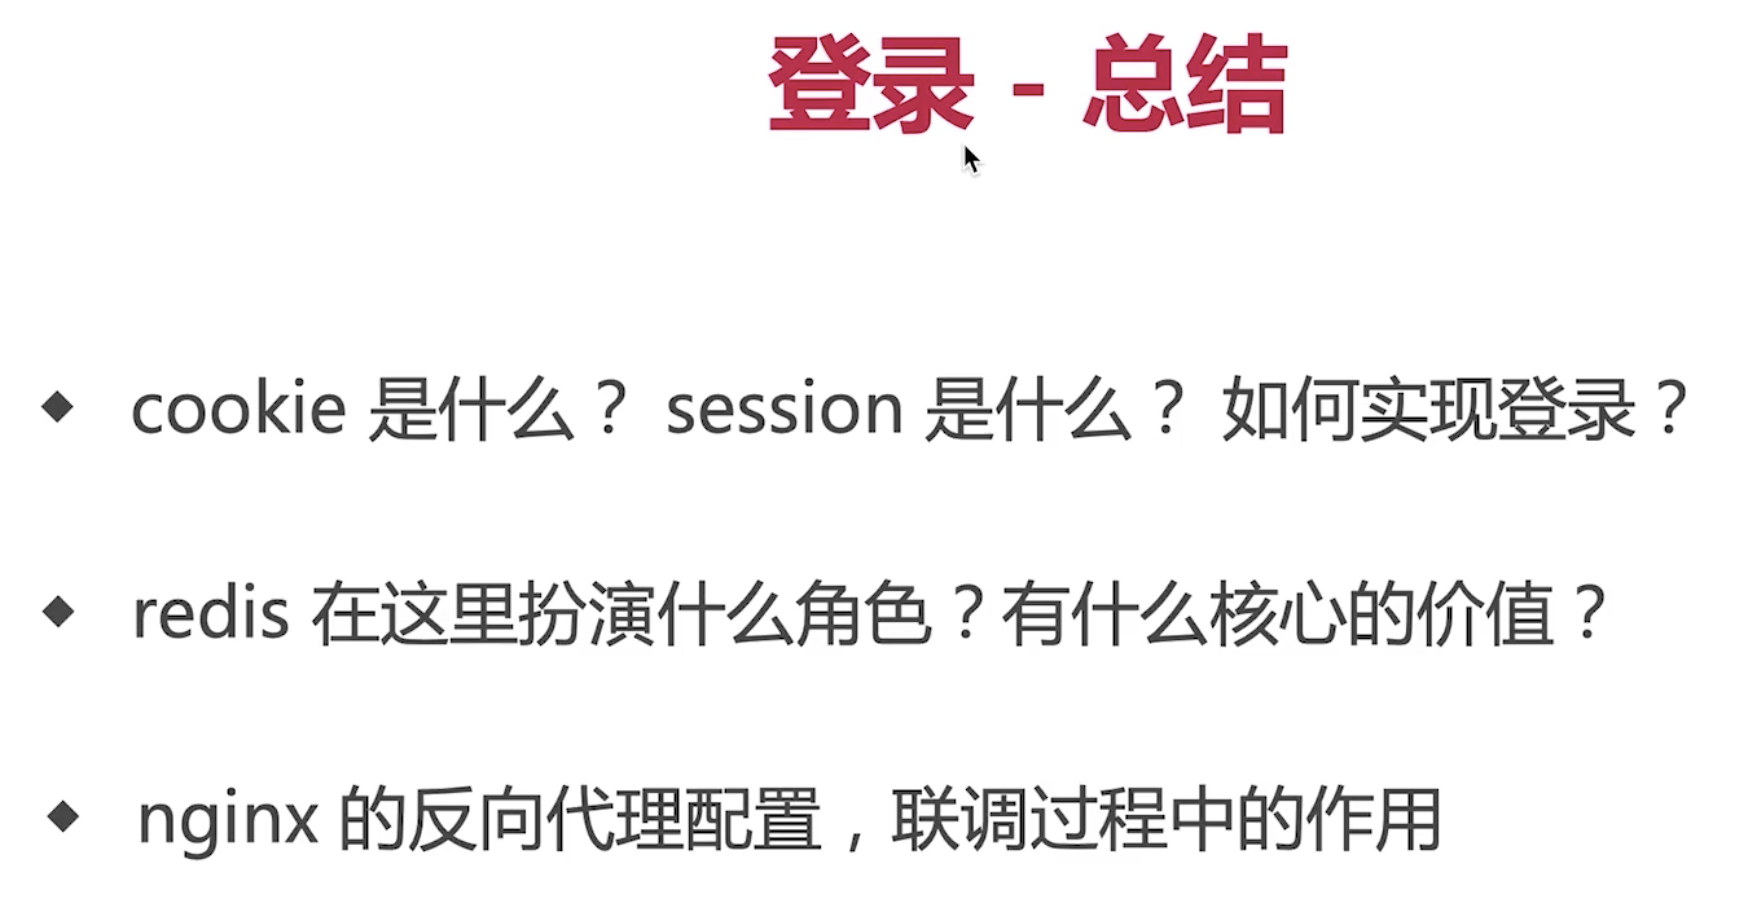 登录 - 总结
◆ cookie 是什么？ session 是什么？ 如何实现登录？
◆ redis 在这里扮演什么角色？有什么核心的价值？
◆ nginx 的反向代理配置，联调过程中的作用